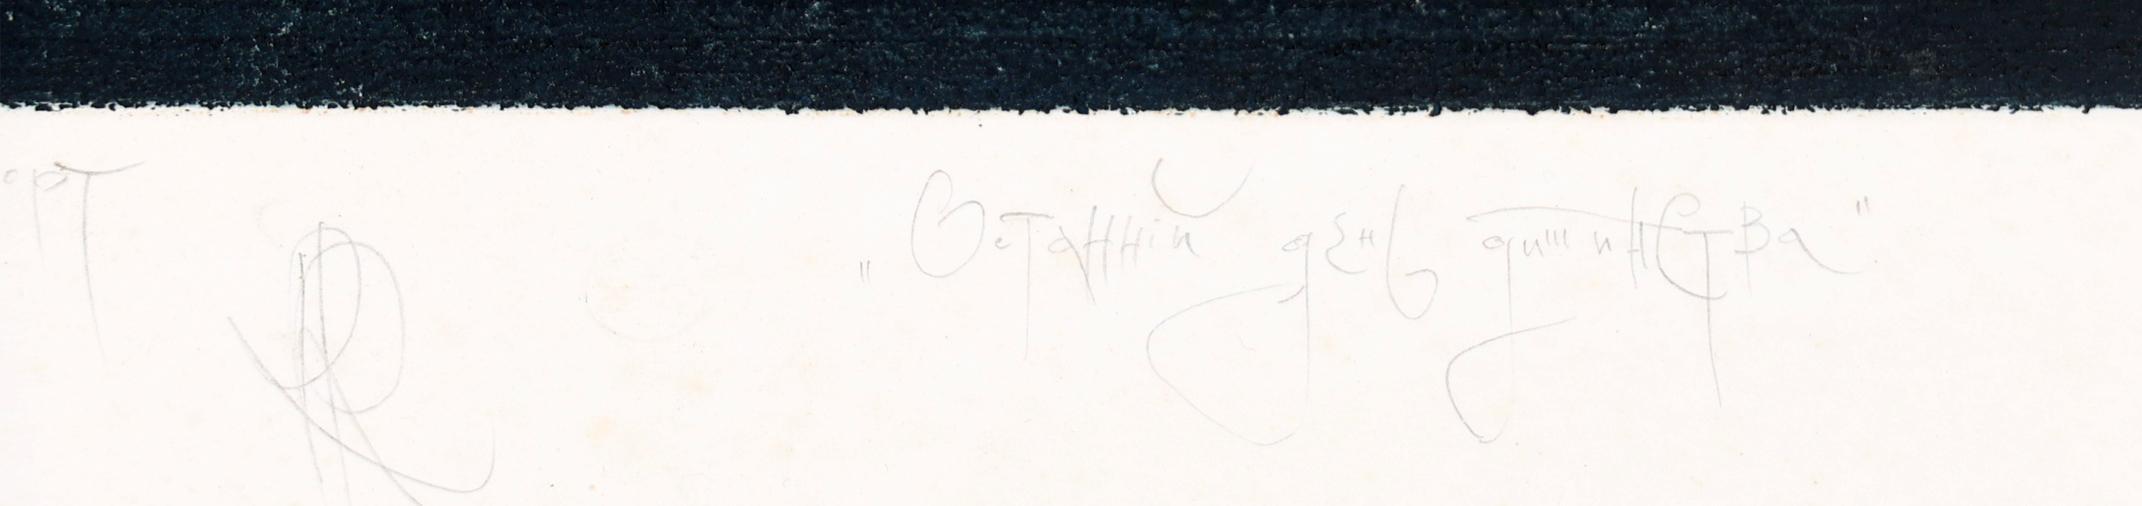 орт „Останній день дитинства"